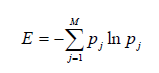 E = −∑_{j=1}^{M} p_j ln p_j